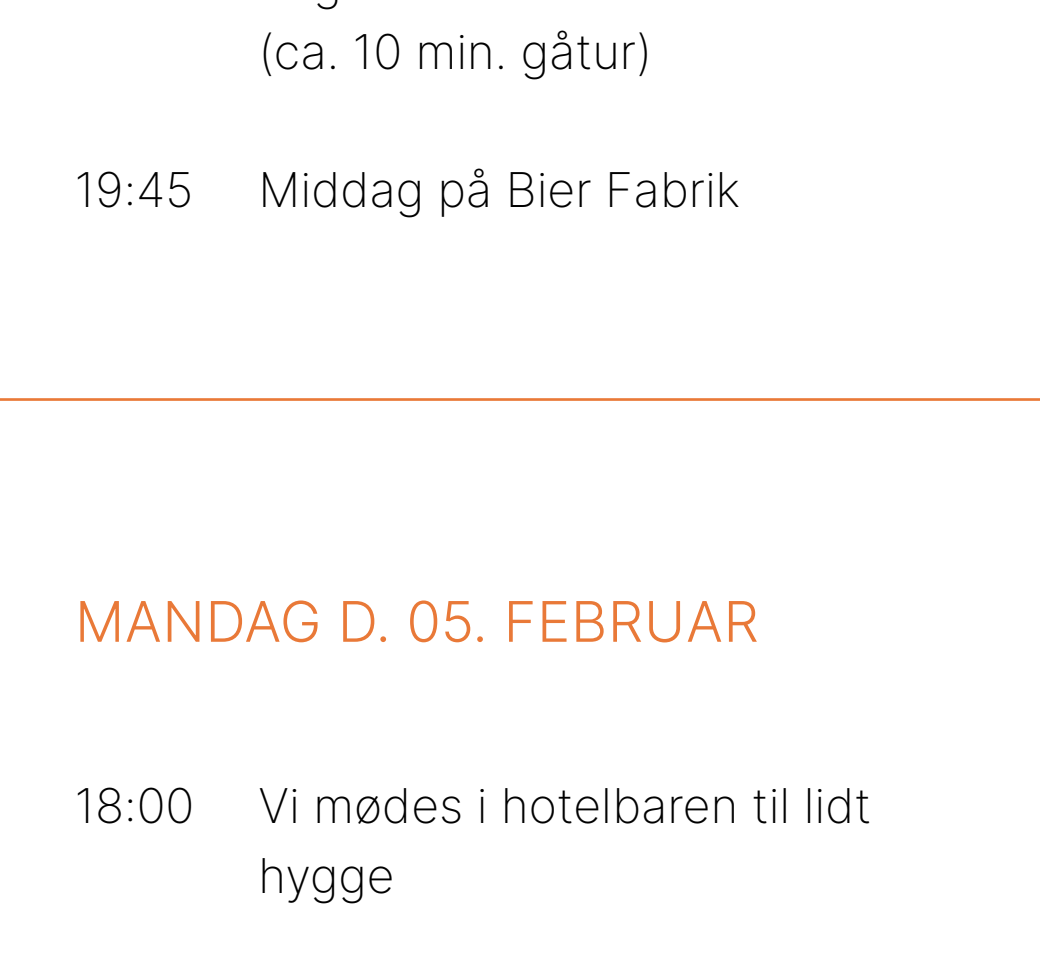 (ca. 10 min. gåtur)
19:45 Middag på Bier Fabrik
MANDAG D. 05. FEBRUAR
18:00 Vi mødes i hotelbaren til lidt
hygge